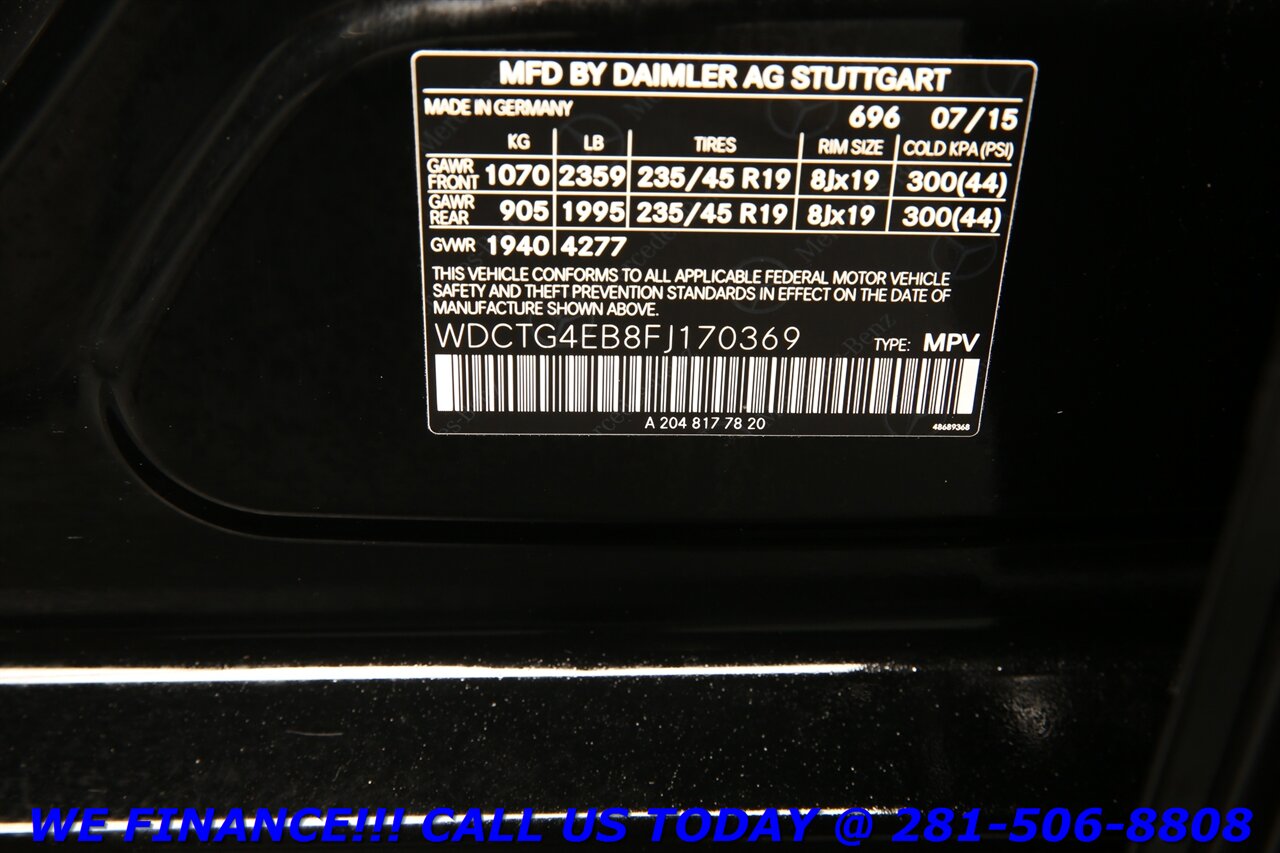 MFD BY DAIMLER AG STUTTGART
MADE IN GERMANY 696 07/15
KG LB TIRES RIM SIZE COLD KPA (PSI)
GAWR FRONT 1070 2359 235/45 R19 8Jx19 300(44)
GAWR REAR 905 1995 235/45 R19 8Jx19 300(44)
GVWR 1940 4277
THIS VEHICLE CONFORMS TO ALL APPLICABLE FEDERAL MOTOR VEHICLE
SAFETY AND THEFT PREVENTION STANDARDS IN EFFECT ON THE DATE OF
MANUFACTURE SHOWN ABOVE.
WDCTG4EB8FJ170369 TYPE: MPV
A 204 817 78 20 48689368
WE FINANCE!!! CALL US TODAY @ 281-506-8808